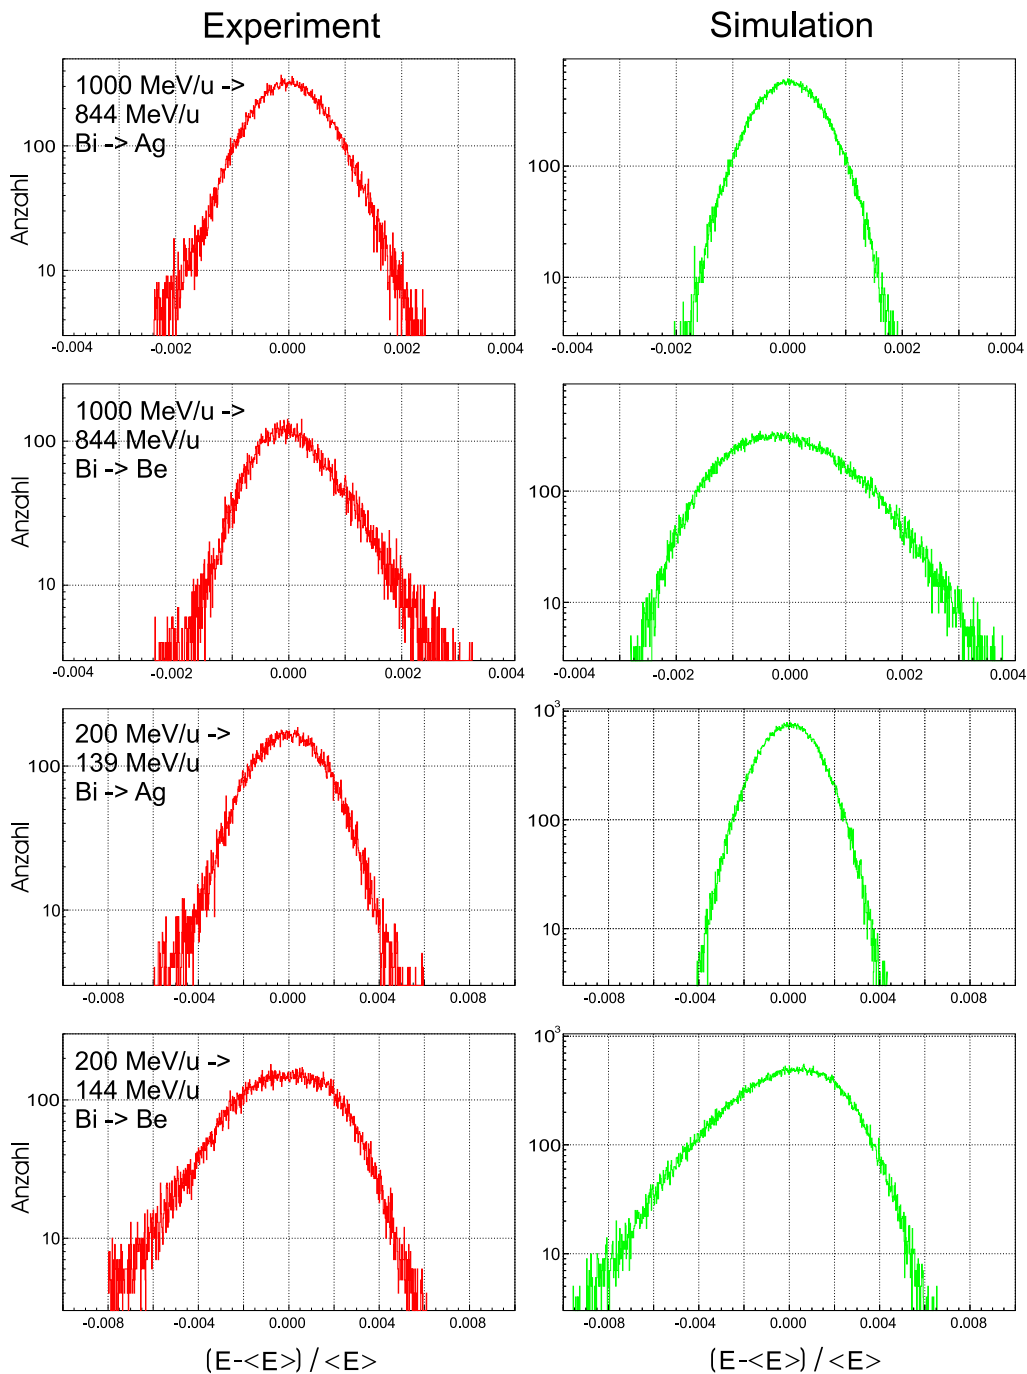 Experiment
Simulation
1000 MeV/u ->
844 MeV/u
Bi -> Ag
Anzahl
100
10
-0.004
-0.002
0.000
0.002
0.004
100
10
-0.004
-0.002
0.000
0.002
0.004
1000 MeV/u ->
844 MeV/u
Bi -> Be
Anzahl
100
10
-0.004
-0.002
0.000
0.002
0.004
100
10
-0.004
-0.002
0.000
0.002
0.004
200 MeV/u ->
139 MeV/u
Bi -> Ag
Anzahl
100
10
-0.008
-0.004
0.000
0.004
0.008
10³
100
10
-0.008
-0.004
0.000
0.004
0.008
200 MeV/u ->
144 MeV/u
Bi -> Be
Anzahl
100
10
-0.008
-0.004
0.000
0.004
0.008
10³
100
10
-0.008
-0.004
0.000
0.004
0.008
(E-<E>) / <E>
(E-<E>) / <E>